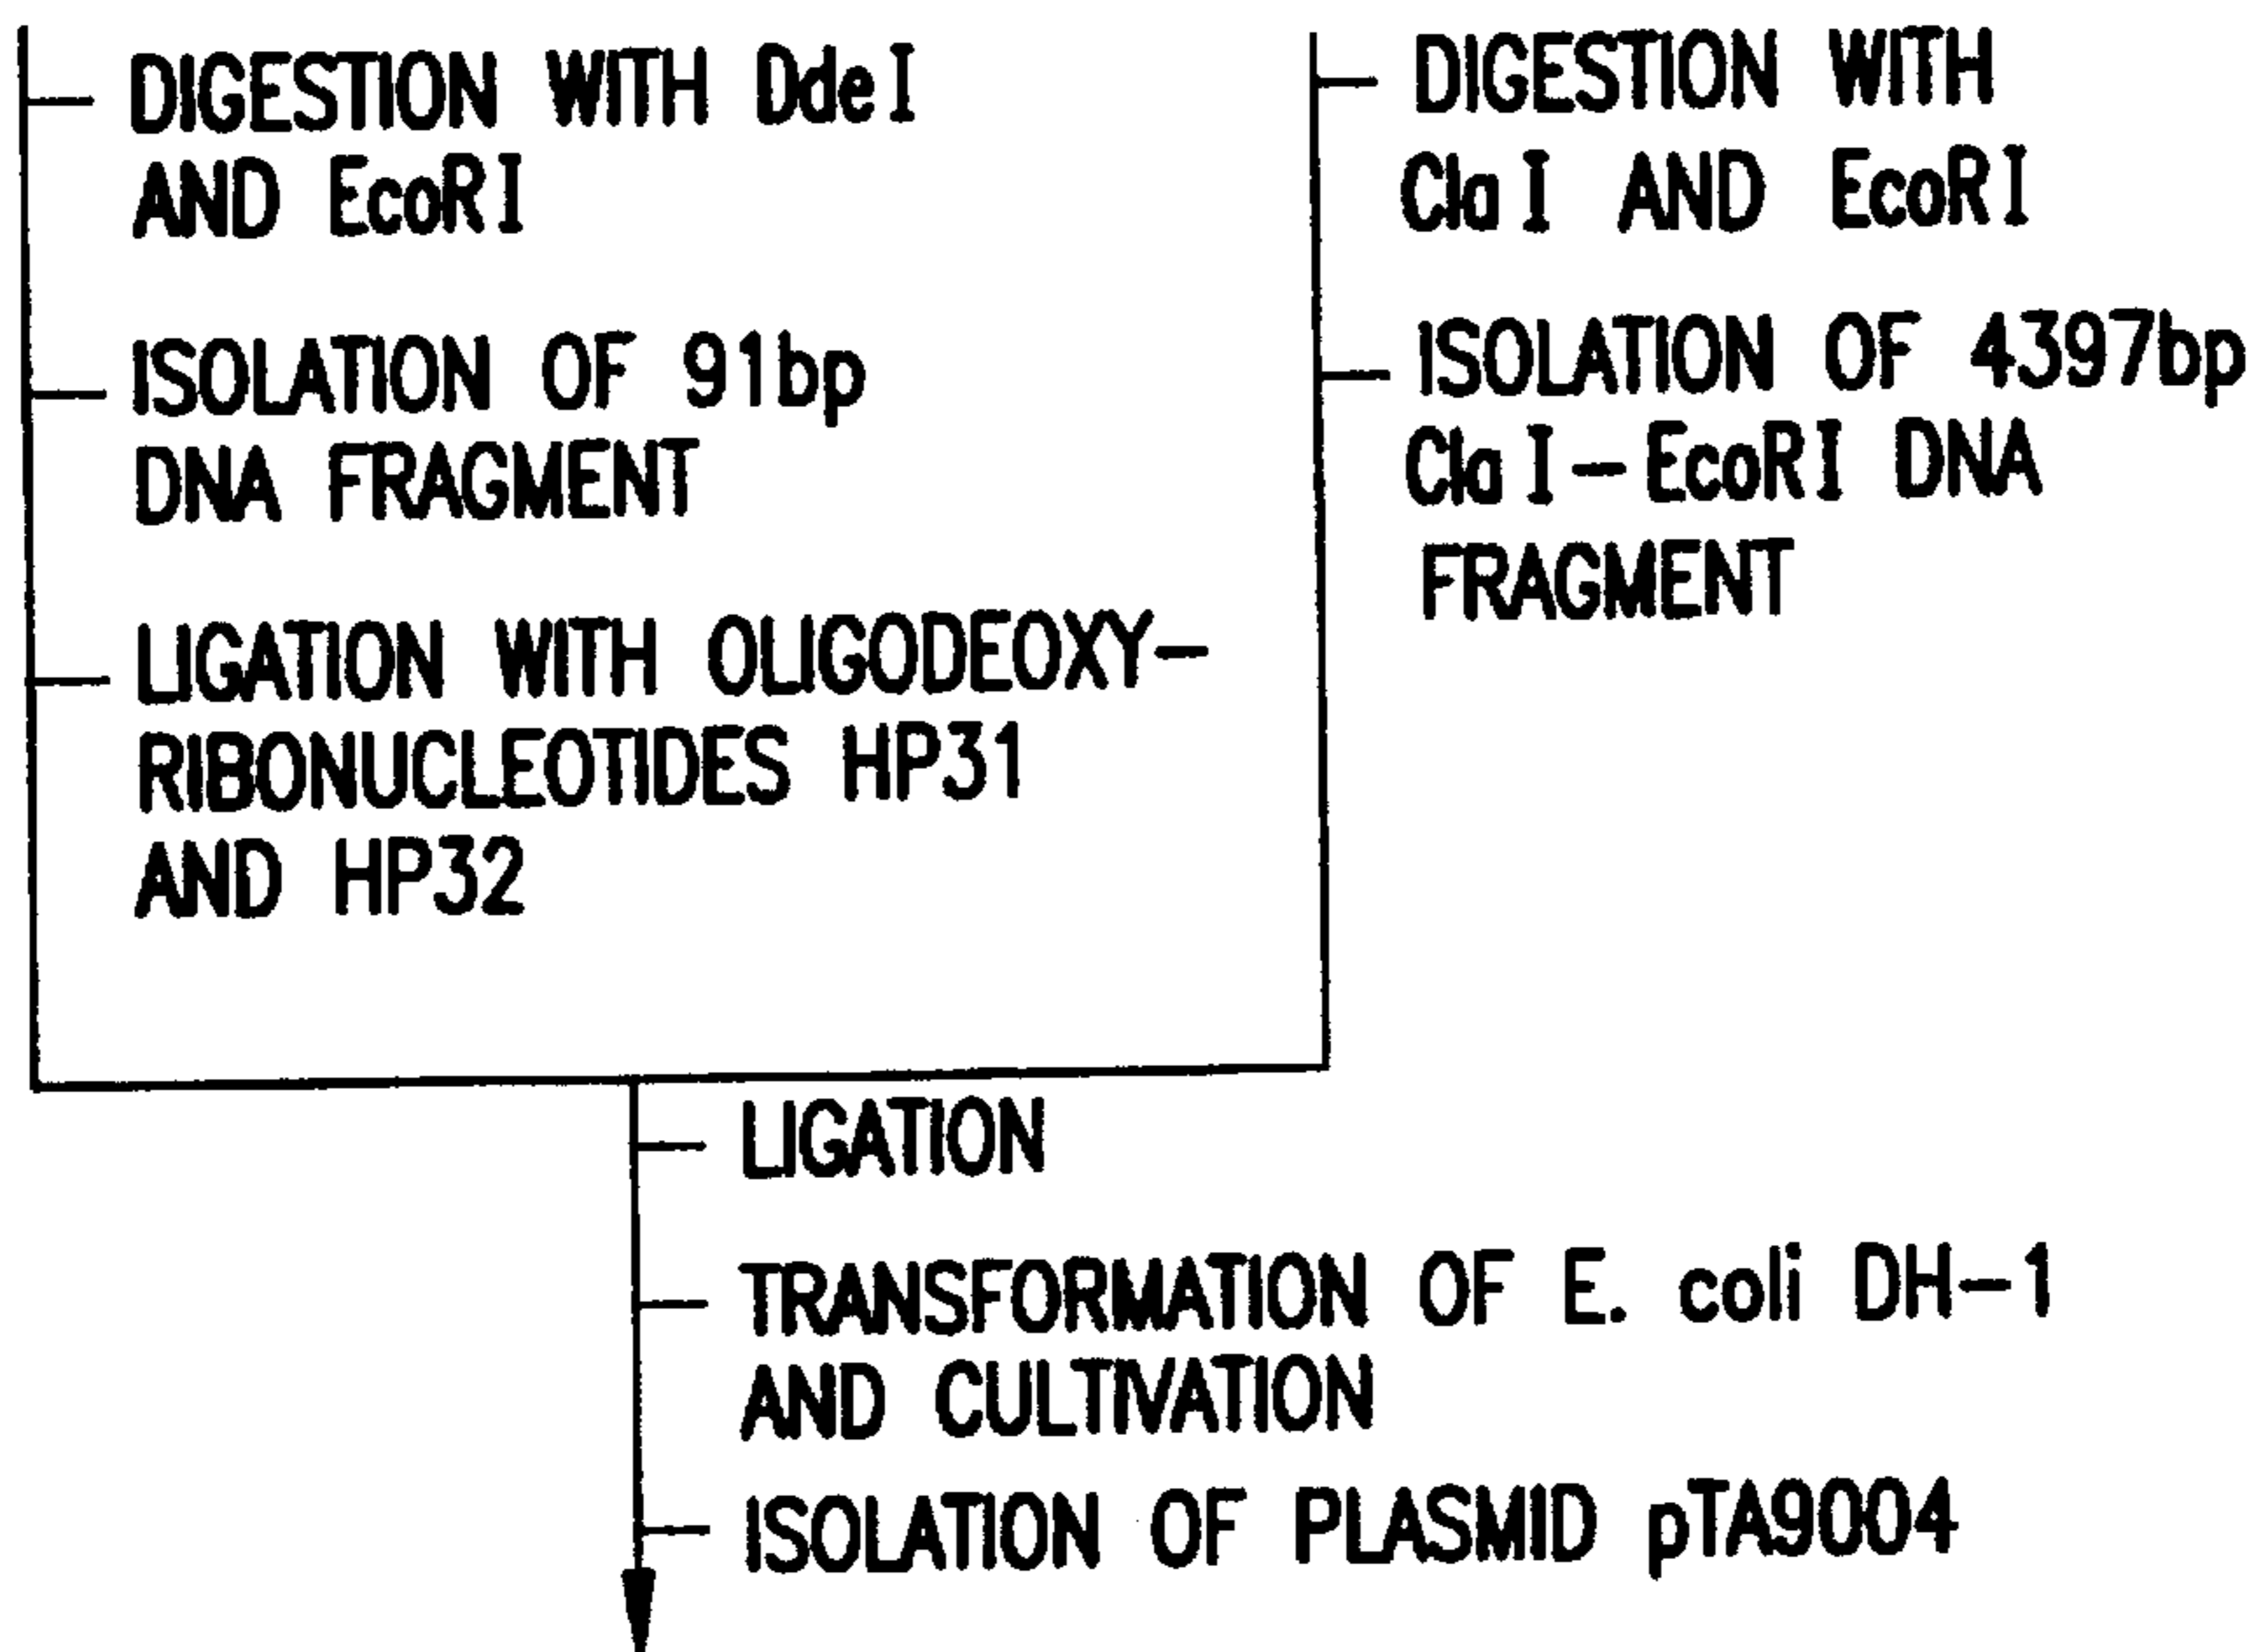 DIGESTION WITH DdeI
AND EcoRI
ISOLATION OF 91bp
DNA FRAGMENT
LIGATION WITH OLIGODEOXY-
RIBONUCLEOTIDES HP31
AND HP32
DIGESTION WITH
ClaI AND EcoRI
ISOLATION OF 4397bp
ClaI-EcoRI DNA
FRAGMENT
LIGATION
TRANSFORMATION OF E. coli DH-1
AND CULTIVATION
ISOLATION OF PLASMID pTA9004